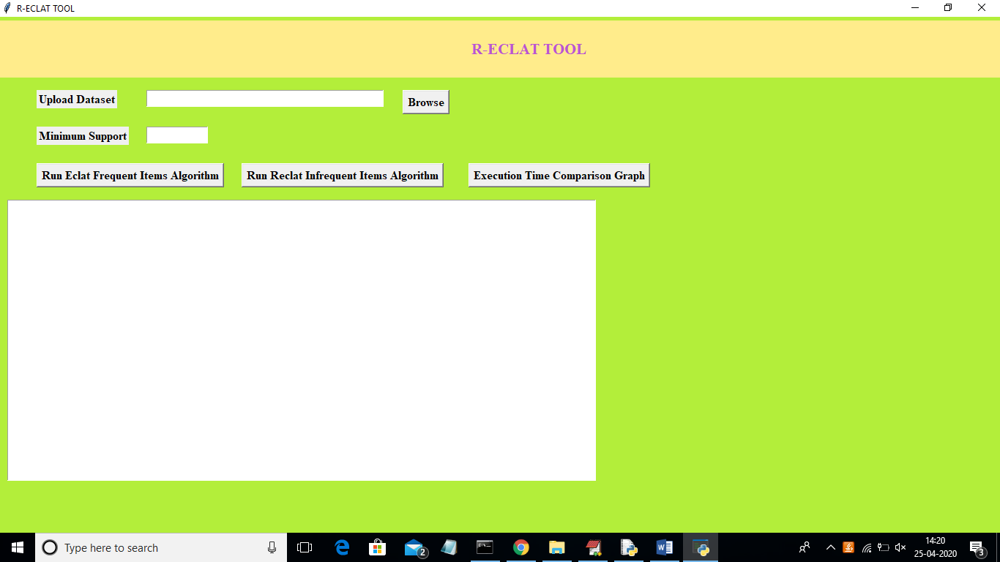 R-ECLAT TOOL
R-ECLAT TOOL
Upload Dataset Browse
Minimum Support
Run Eclat Frequent Items Algorithm Run Reclat Infrequent Items Algorithm Execution Time Comparison Graph
Type here to search 2 14:20
25-04-2020 3